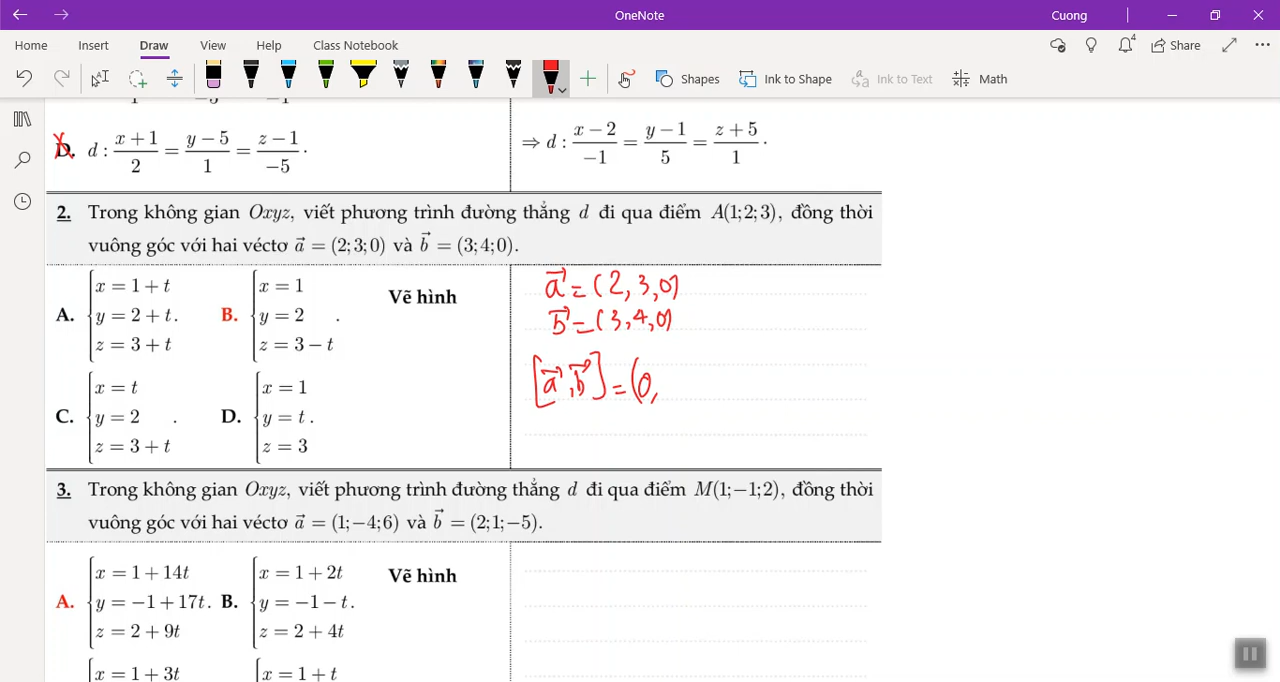 OneNote
Cuong
Home Insert Draw View Help Class Notebook
4 Share
Shapes Ink to Shape Ink to Text Math
D. d : x + 1 / 2 = y − 5 / 1 = z − 1 / −5 .
⇒ d : x − 2 / −1 = y − 1 / 5 = z + 5 / 1 .
2. Trong không gian Oxyz, viết phương trình đường thẳng d đi qua điểm A(1;2;3), đồng thời
vuông góc với hai véctơ a⃗ = (2;3;0) và b⃗ = (3;4;0).
A. { x = 1 + t
y = 2 + t .
z = 3 + t
B. { x = 1
y = 2 .
z = 3 − t
Vẽ hình
C. { x = t
y = 2 .
z = 3 + t
D. { x = 1
y = t .
z = 3
a⃗ = (2, 3, 0)
b⃗ = (3, 4, 0)
[a⃗, b⃗] = (0,
3. Trong không gian Oxyz, viết phương trình đường thẳng d đi qua điểm M(1;−1;2), đồng thời
vuông góc với hai véctơ a⃗ = (1;−4;6) và b⃗ = (2;1;−5).
A. { x = 1 + 14t
y = −1 + 17t .
z = 2 + 9t
B. { x = 1 + 2t
y = −1 − t .
z = 2 + 4t
Vẽ hình
x = 1 + 3t
x = 1 + t